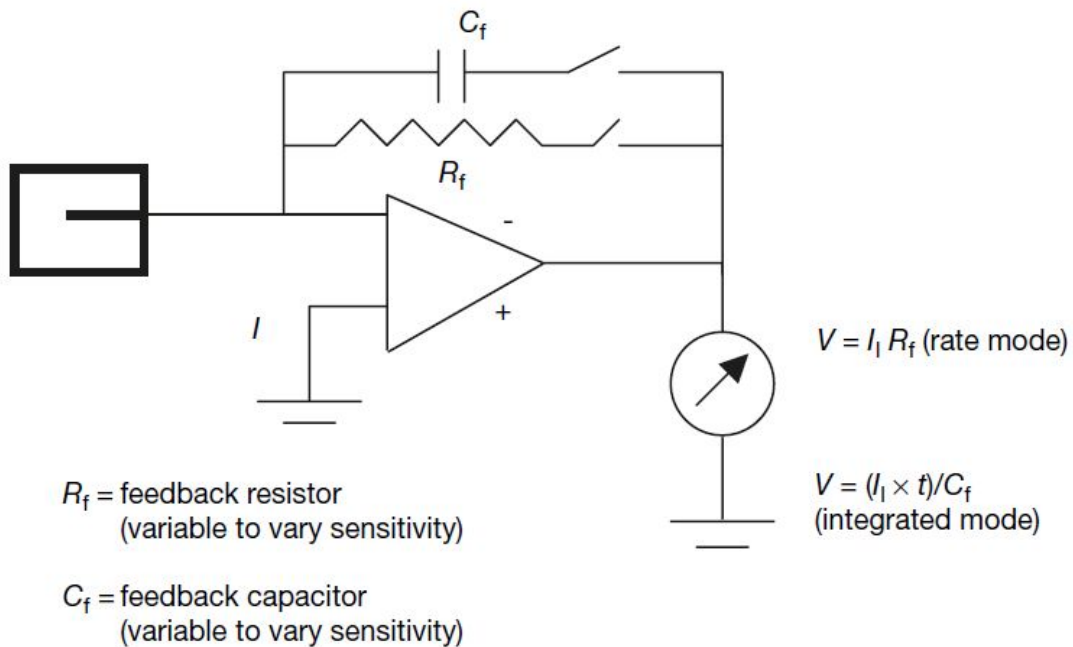 C_f
R_f
-
+
I
V = I_I R_f (rate mode)
R_f = feedback resistor
(variable to vary sensitivity)
V = (I_I × t)/C_f
(integrated mode)
C_f = feedback capacitor
(variable to vary sensitivity)